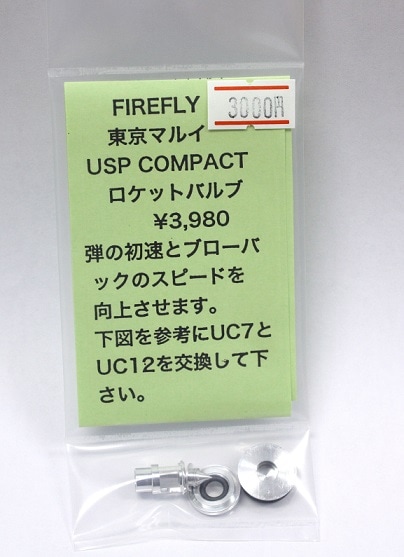 FIREFLY
3000円
東京マルイ
USP COMPACT
ロケットバルブ
¥3,980
弾の初速とブローバ
ックのスピードを
向上させます。
下図を参考にUC7と
UC12を交換して下
さい。